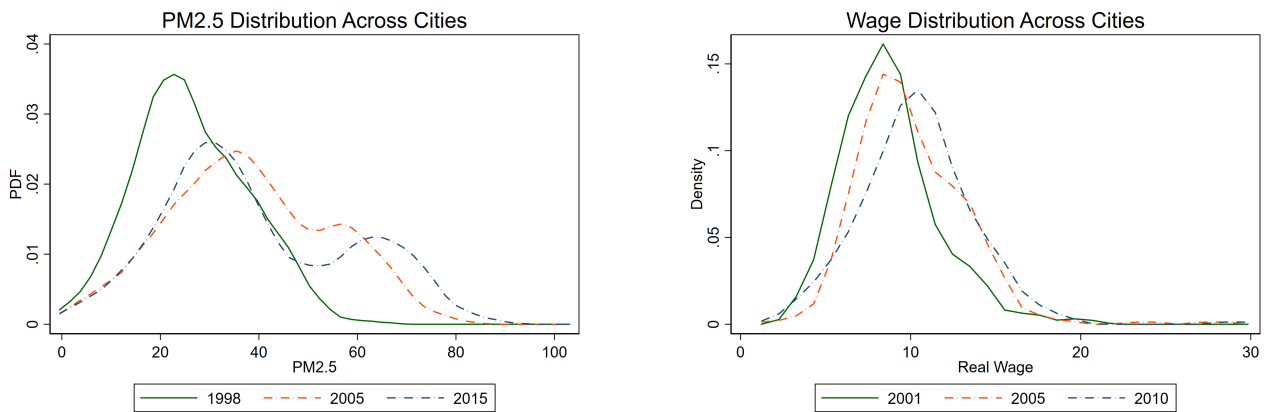 PM2.5 Distribution Across Cities
PDF
.04
.03
.02
.01
0
0 20 40 60 80 100
PM2.5
1998 2005 2015
Wage Distribution Across Cities
Density
.15
.1
.05
0
0 10 20 30
Real Wage
2001 2005 2010